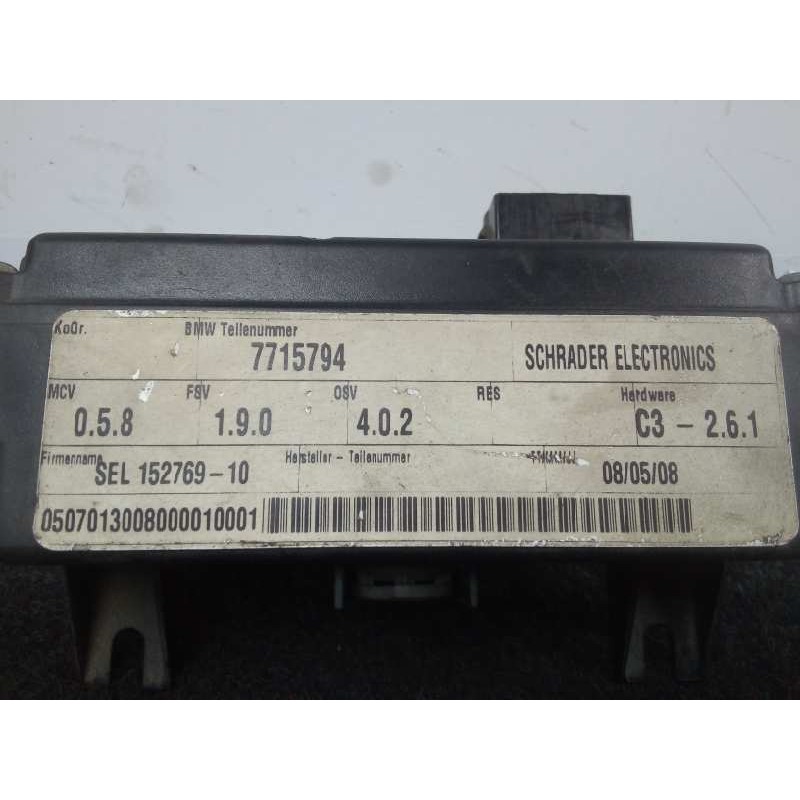 KoGr. BMW Teilenummer
7715794 SCHRADER ELECTRONICS
MCV FSV OSV RES Hardware
0.5.8 1.9.0 4.0.2 C3 - 2.6.1
Firmenname Hersteller - Teilenummer
SEL 152769-10 08/05/08
0507013008000010001